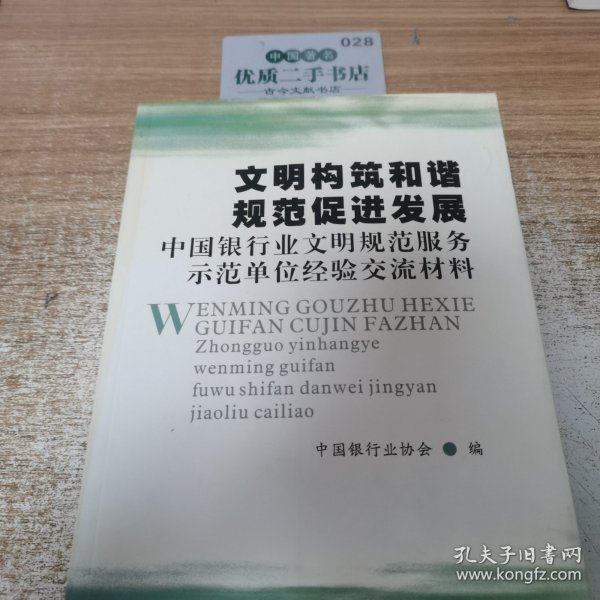 028
中国著名
优质二手书店
古今文献书店
文明构筑和谐
规范促进发展
中国银行业文明规范服务
示范单位经验交流材料
WENMING GOUZHU HEXIE
GUIFAN CUJIN FAZHAN
Zhongguo yinhangye
wenming guifan
fuwu shifan danwei jingyan
jiaoliu cailiao
中国银行业协会 ● 编
孔夫子旧书网
www.kongfz.com